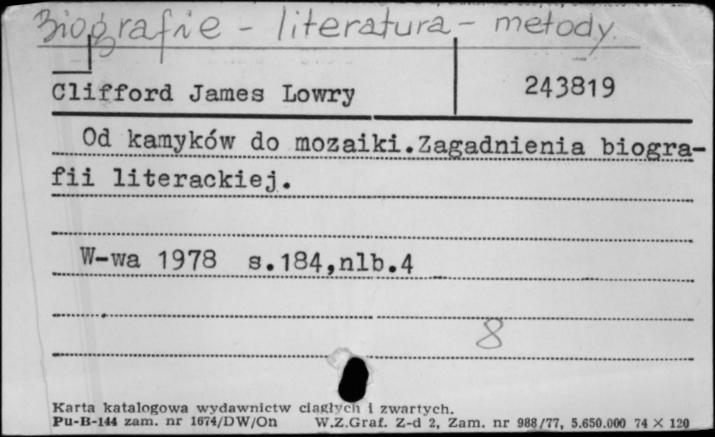 Biografie - literatura - metody.
Clifford James Lowry
243819
Od kamyków do mozaiki.Zagadnienia biogra-
fii literackiej.
W-wa 1978 s.184,nlb.4
8
Karta katalogowa wydawnictw ciągłych i zwartych.
Pu-B-144 zam. nr 1674/DW/On W.Z.Graf. Z-d 2, Zam. nr 988/77, 5.650.000 74 × 120